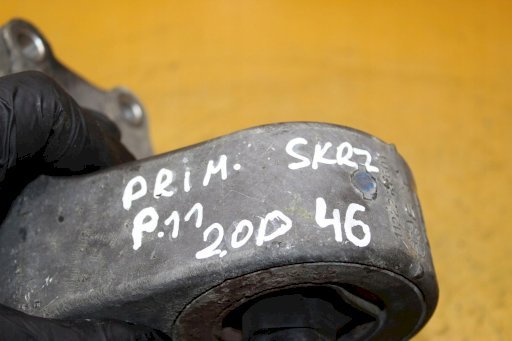 PRIM. SKRZ
P.11
2.0D 46